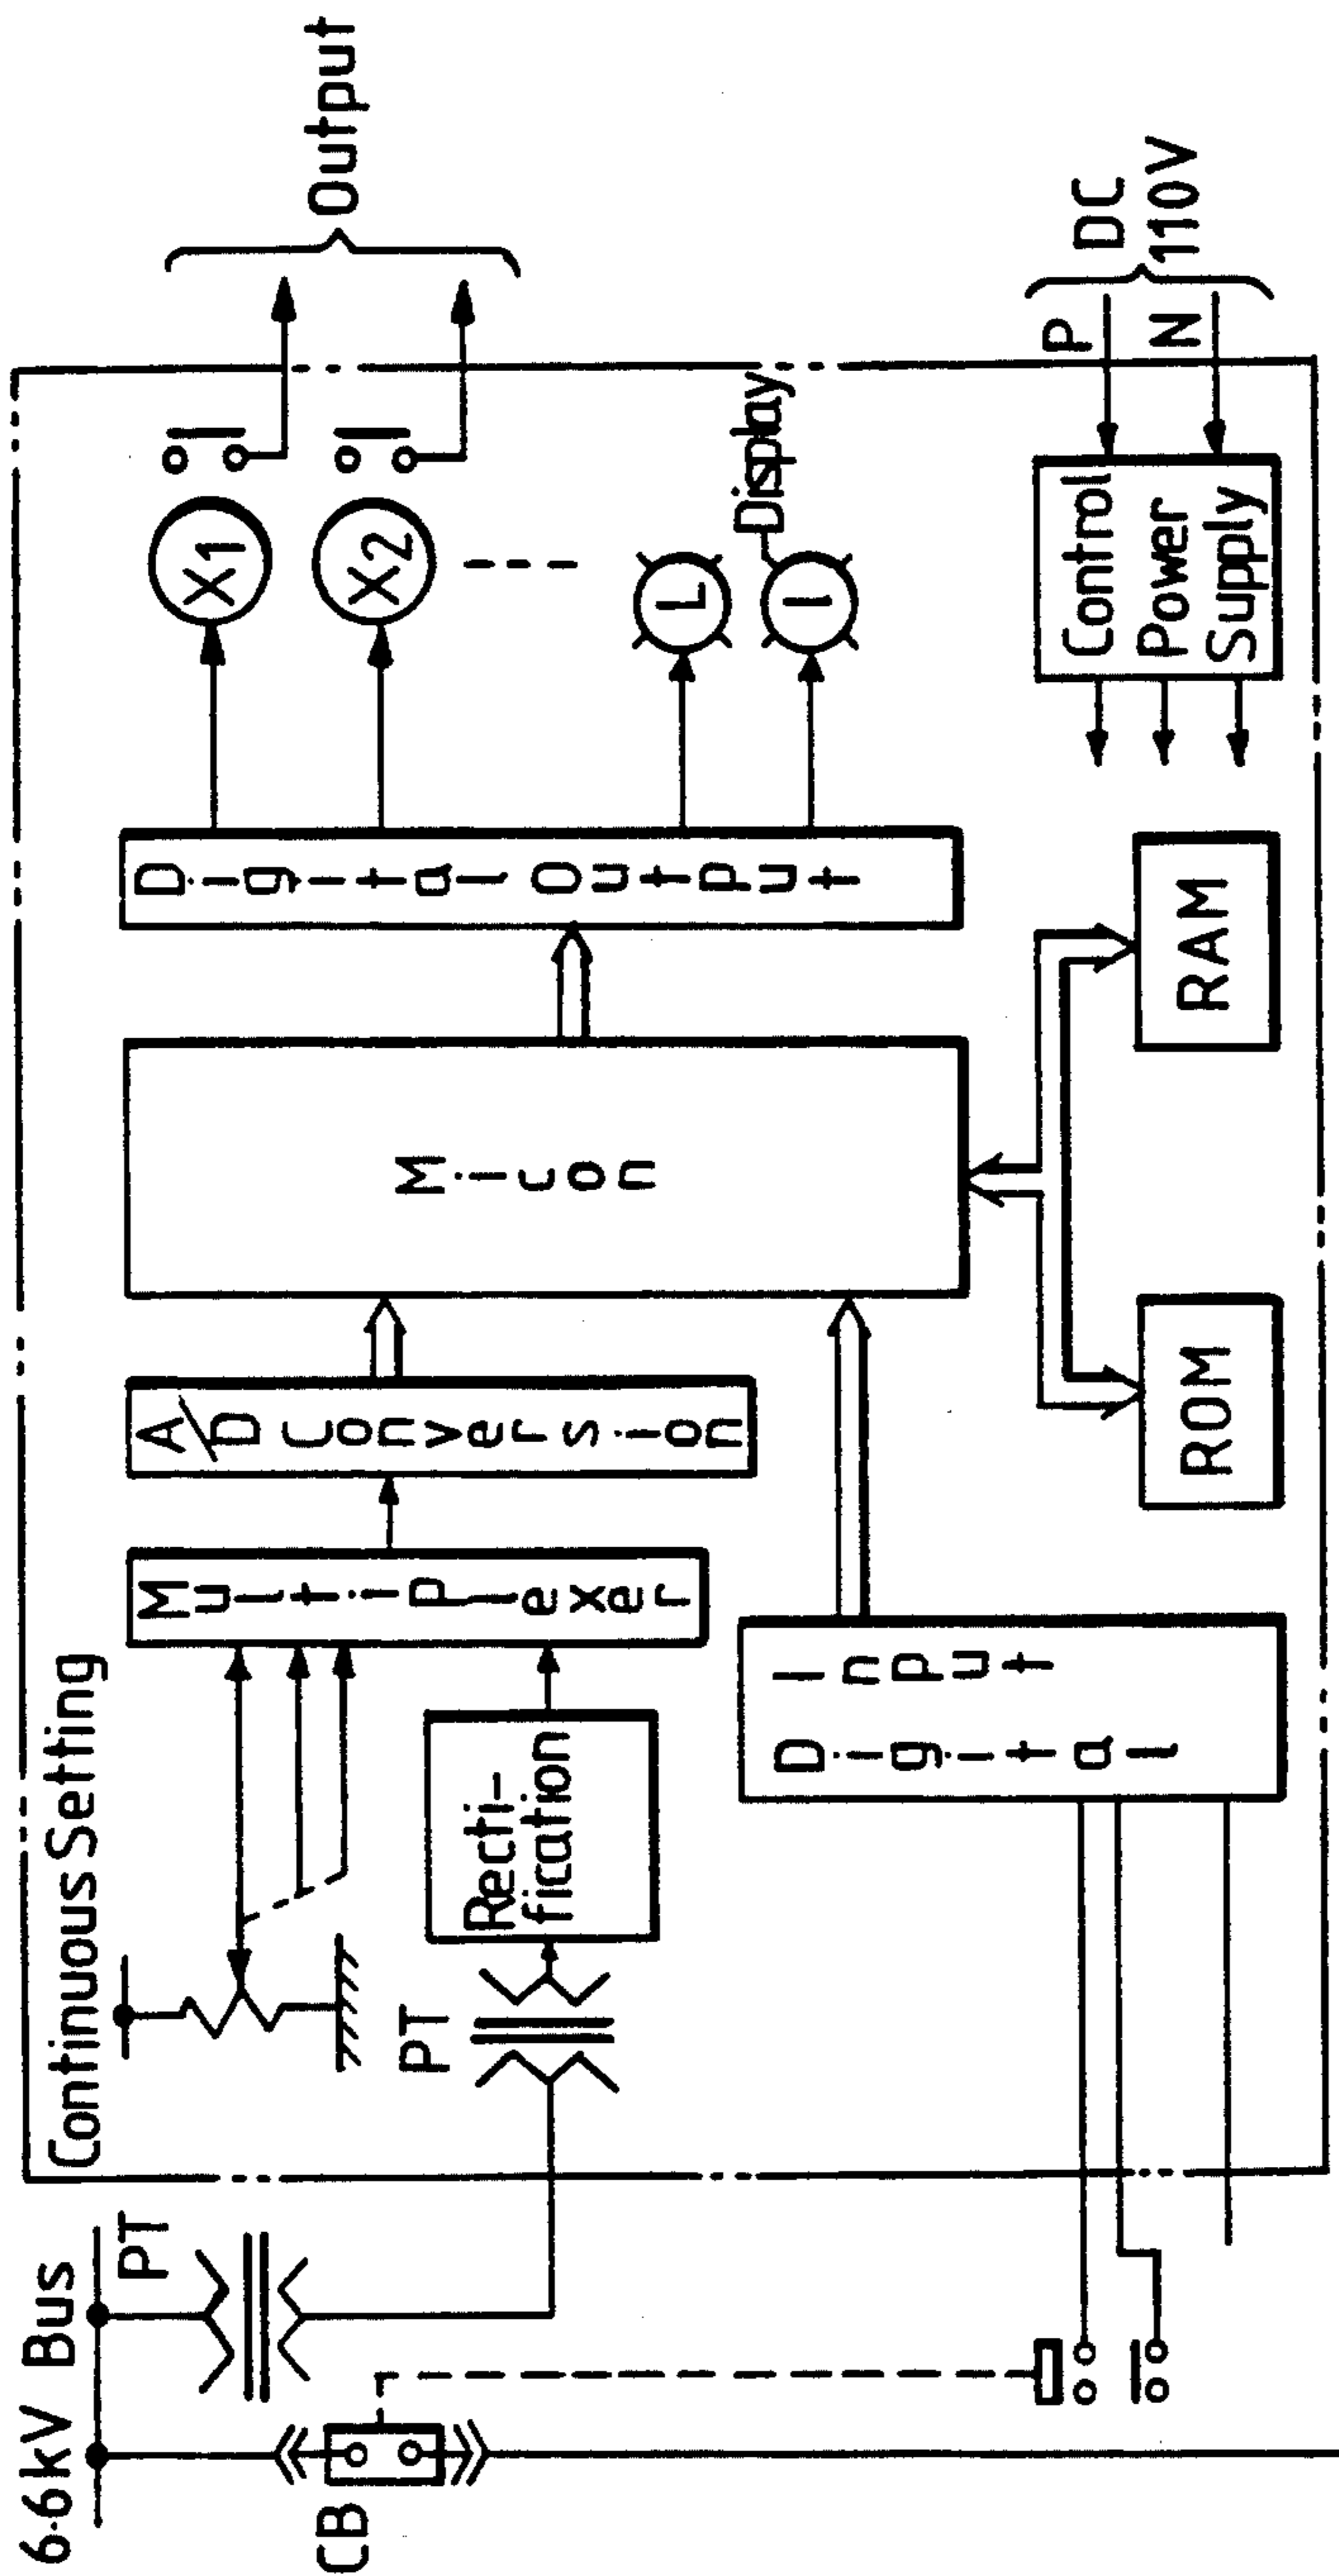 6·6kV Bus
PT
CB
Continuous Setting
PT
Recti-
fication
Multiplexer
A/D Conversion
Digital
Input
Micon
ROM
RAM
Digital Output
X1
X2
L
L
Display
Output
Control
Power
Supply
P
N
DC
110V